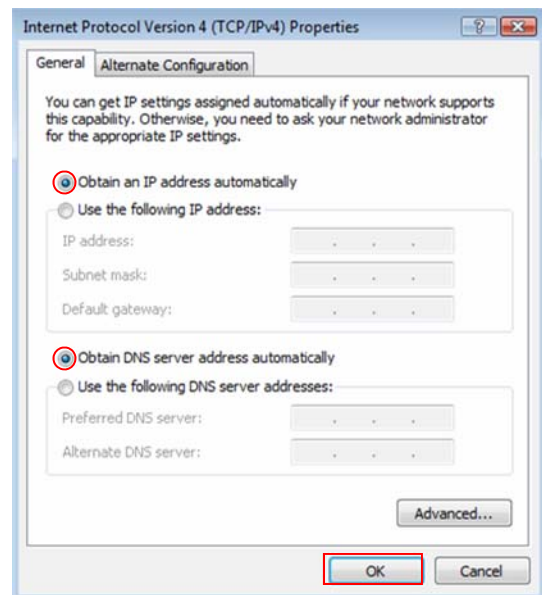 Internet Protocol Version 4 (TCP/IPv4) Properties
General
Alternate Configuration
You can get IP settings assigned automatically if your network supports
this capability. Otherwise, you need to ask your network administrator
for the appropriate IP settings.
Obtain an IP address automatically
Use the following IP address:
IP address:
Subnet mask:
Default gateway:
Obtain DNS server address automatically
Use the following DNS server addresses:
Preferred DNS server:
Alternate DNS server:
Advanced...
OK
Cancel